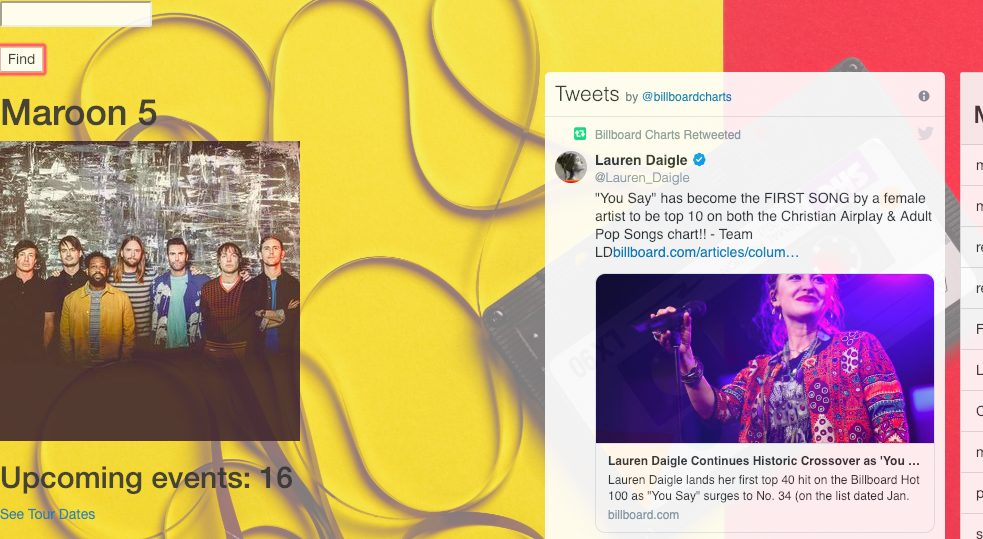 Find
Maroon 5
Upcoming events: 16
See Tour Dates
Tweets by @billboardcharts
Billboard Charts Retweeted
Lauren Daigle
@Lauren_Daigle
"You Say" has become the FIRST SONG by a female
artist to be top 10 on both the Christian Airplay & Adult
Pop Songs chart!! - Team
LDbillboard.com/articles/colum…
Lauren Daigle Continues Historic Crossover as 'You ...
Lauren Daigle lands her first top 40 hit on the Billboard Hot
100 as "You Say" surges to No. 34 (on the list dated Jan.
billboard.com